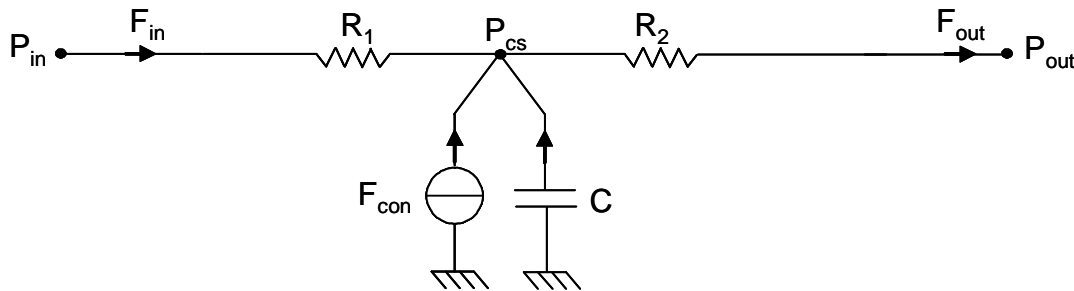 F_in
R_1
P_cs
R_2
F_out
P_in
P_out
F_con
C